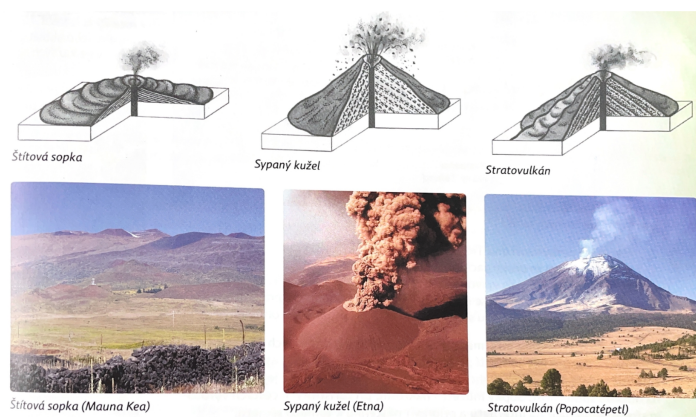 Štítová sopka
Sypaný kužel
Stratovulkán
Štítová sopka (Mauna Kea)
Sypaný kužel (Etna)
Stratovulkán (Popocatépetl)